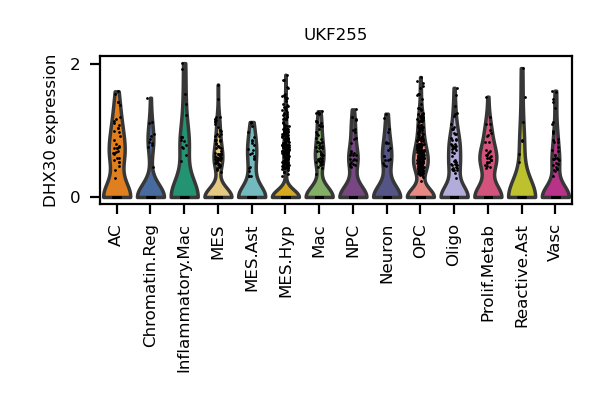 UKF255
DHX30 expression
2
0
AC
Chromatin.Reg
Inflammatory.Mac
MES
MES.Ast
MES.Hyp
Mac
NPC
Neuron
OPC
Oligo
Prolif.Metab
Reactive.Ast
Vasc